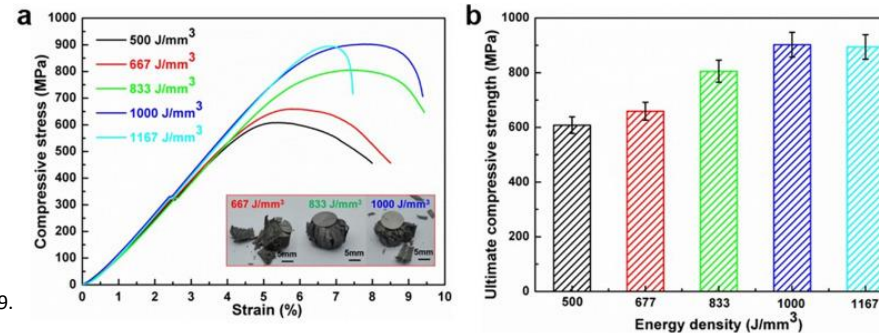 a
1000
900
800
700
600
500
400
300
200
100
0
Compressive stress (MPa)
500 J/mm³
667 J/mm³
833 J/mm³
1000 J/mm³
1167 J/mm³
667 J/mm³ 833 J/mm³ 1000 J/mm³
5mm 5mm 5mm
0 1 2 3 4 5 6 7 8 9 10
Strain (%)
9.
b
1000
800
600
400
200
0
Ultimate compressive strength (MPa)
500 677 833 1000 1167
Energy density (J/mm³)